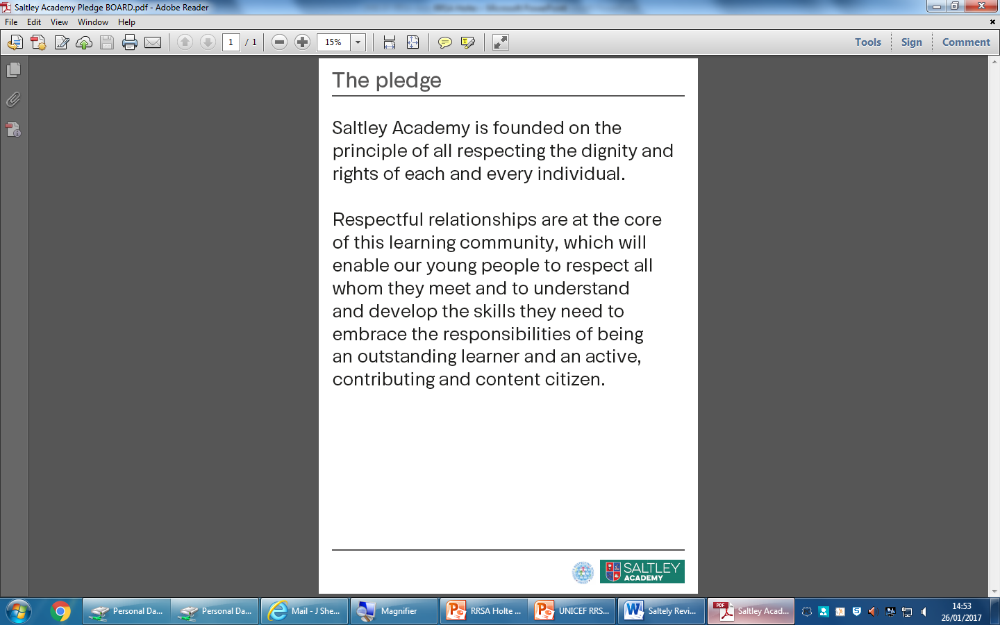 Saltley Academy Pledge BOARD.pdf - Adobe Reader
File Edit View Window Help
1 / 1 15% Tools Sign Comment
The pledge
Saltley Academy is founded on the
principle of all respecting the dignity and
rights of each and every individual.
Respectful relationships are at the core
of this learning community, which will
enable our young people to respect all
whom they meet and to understand
and develop the skills they need to
embrace the responsibilities of being
an outstanding learner and an active,
contributing and content citizen.
SALTLEY
ACADEMY
Personal Da... Personal Da... Mail - J She... Magnifier RRSA Holte ... UNICEF RRS... Saltely Revi... Saltley Acad...
14:53
26/01/2017